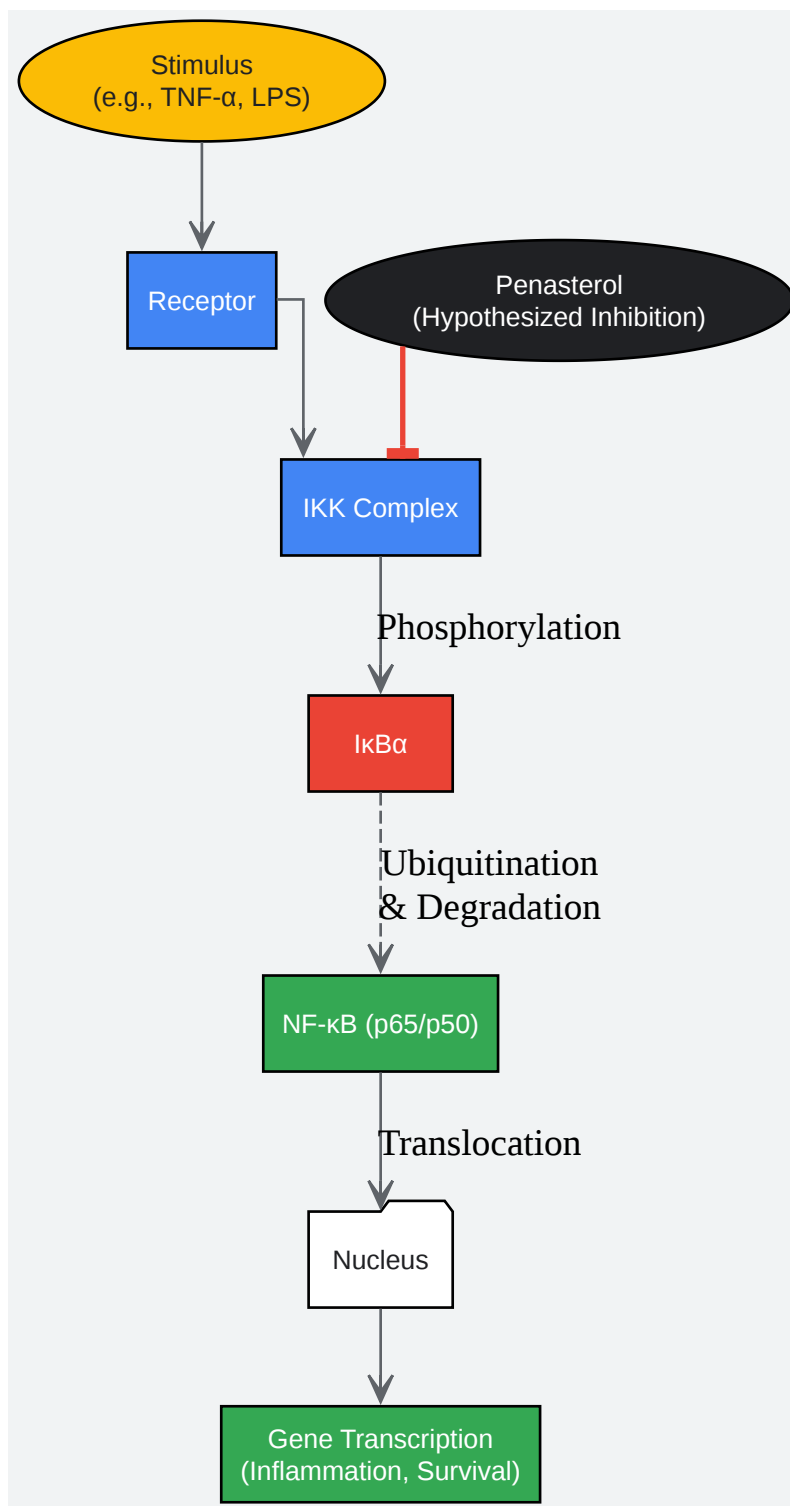 Stimulus
(e.g., TNF-α, LPS)
Receptor
Penasterol
(Hypothesized Inhibition)
IKK Complex
Phosphorylation
IκBα
Ubiquitination
& Degradation
NF-κB (p65/p50)
Translocation
Nucleus
Gene Transcription
(Inflammation, Survival)